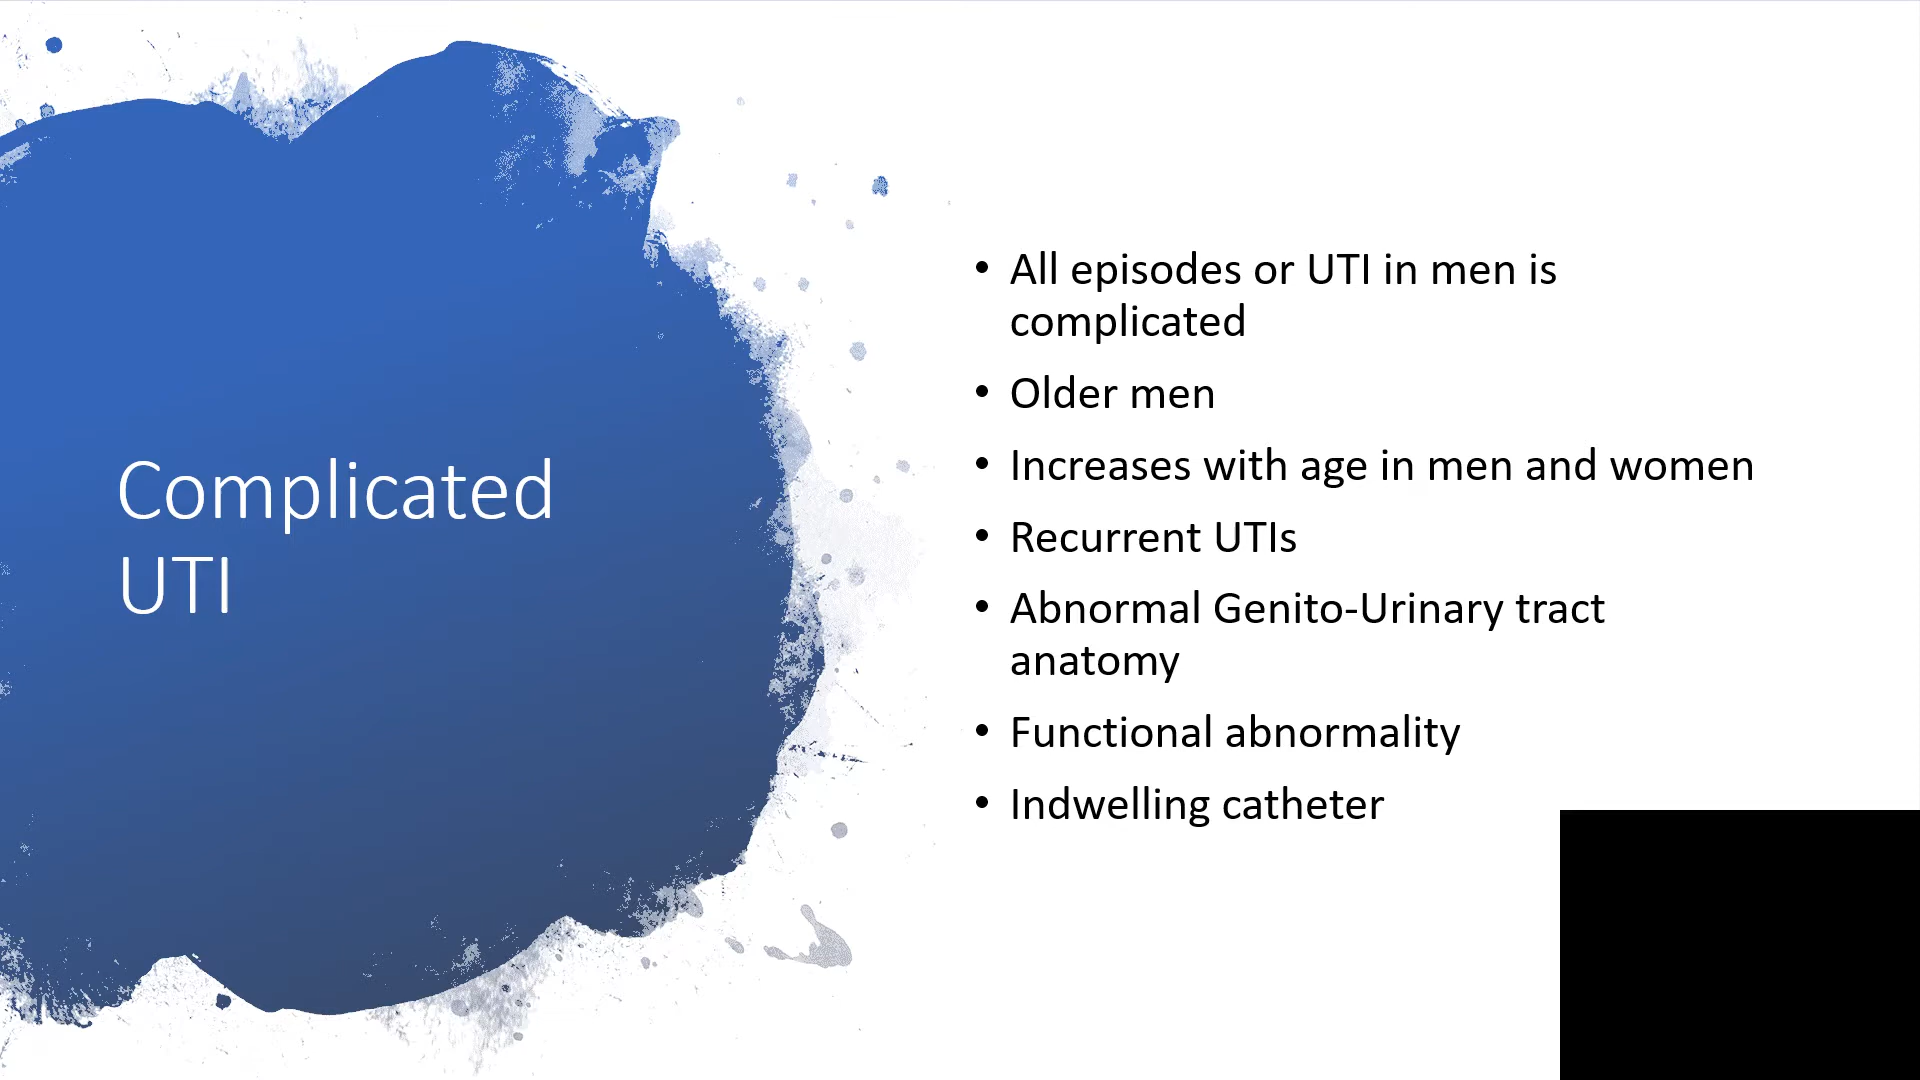 Complicated
UTI
• All episodes or UTI in men is
complicated
• Older men
• Increases with age in men and women
• Recurrent UTIs
• Abnormal Genito-Urinary tract
anatomy
• Functional abnormality
• Indwelling catheter